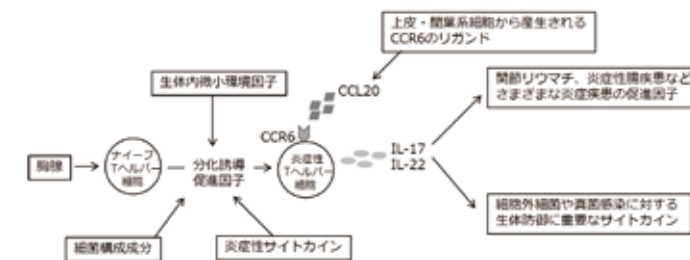 上皮・間葉系細胞から産生される
CCR6のリガンド
生体内微小環境因子
CCL20
関節リウマチ、炎症性腸疾患など
さまざまな炎症疾患の促進因子
CCR6
胸腺
ナイーブ
Tヘルパー
細胞
分化誘導
促進因子
炎症性
Tヘルパー
細胞
IL-17
IL-22
細胞外細菌や真菌感染に対する
生体防御に重要なサイトカイン
細菌構成成分
炎症性サイトカイン